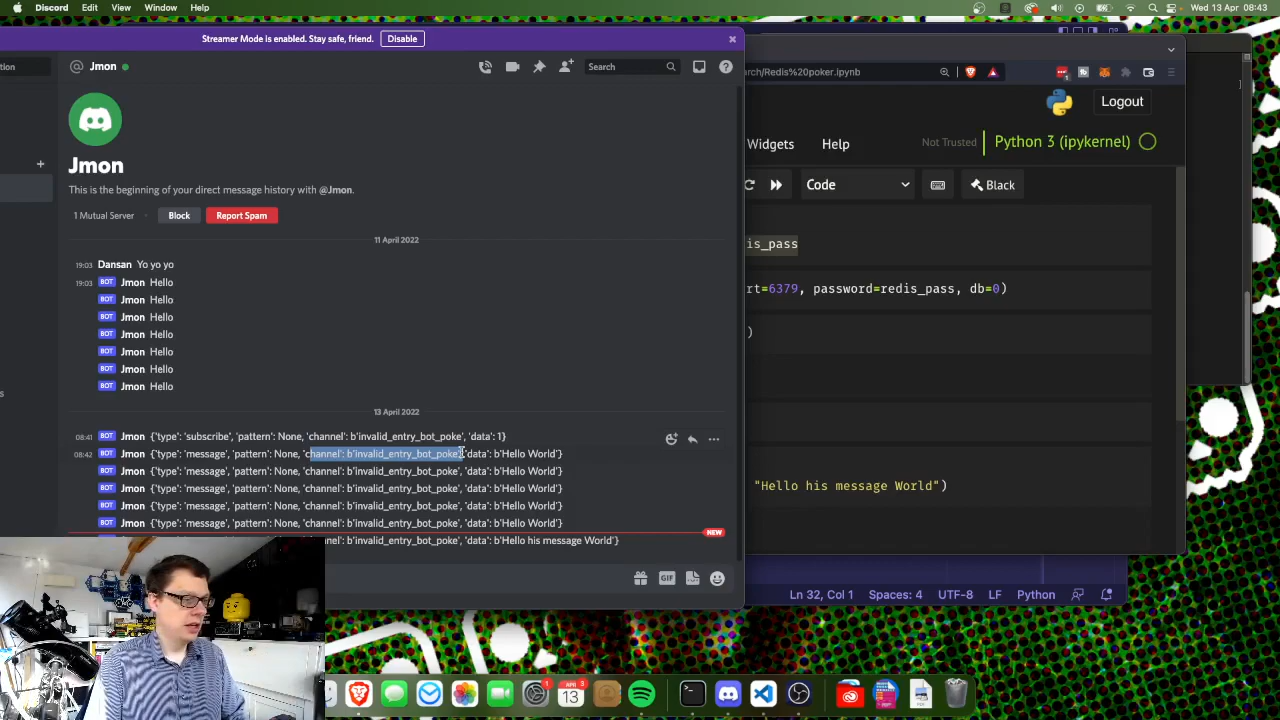 Discord Edit View Window Help
Wed 13 Apr 08:43
Streamer Mode is enabled. Stay safe, friend. Disable
tion
@ Jmon
Search
arch/Redis%20poker.ipynb
Logout
Widgets Help
Not Trusted
Python 3 (ipykernel)
Code
Black
Jmon
This is the beginning of your direct message history with @Jmon.
1 Mutual Server
Block
Report Spam
11 April 2022
19:03 Dansan Yo yo yo
19:03 BOT Jmon Hello
BOT Jmon Hello
BOT Jmon Hello
BOT Jmon Hello
BOT Jmon Hello
BOT Jmon Hello
BOT Jmon Hello
13 April 2022
08:41 BOT Jmon {'type': 'subscribe', 'pattern': None, 'channel': b'invalid_entry_bot_poke', 'data': 1}
08:42 BOT Jmon {'type': 'message', 'pattern': None, 'channel': b'invalid_entry_bot_poke', 'data': b'Hello World'}
BOT Jmon {'type': 'message', 'pattern': None, 'channel': b'invalid_entry_bot_poke', 'data': b'Hello World'}
BOT Jmon {'type': 'message', 'pattern': None, 'channel': b'invalid_entry_bot_poke', 'data': b'Hello World'}
BOT Jmon {'type': 'message', 'pattern': None, 'channel': b'invalid_entry_bot_poke', 'data': b'Hello World'}
BOT Jmon {'type': 'message', 'pattern': None, 'channel': b'invalid_entry_bot_poke', 'data': b'Hello World'}
NEW
channel': b'invalid_entry_bot_poke', 'data': b'Hello his message World'}
GIF
is_pass
rt=6379, password=redis_pass, db=0)
)
"Hello his message World")
Ln 32, Col 1 Spaces: 4 UTF-8 LF Python
APR
13